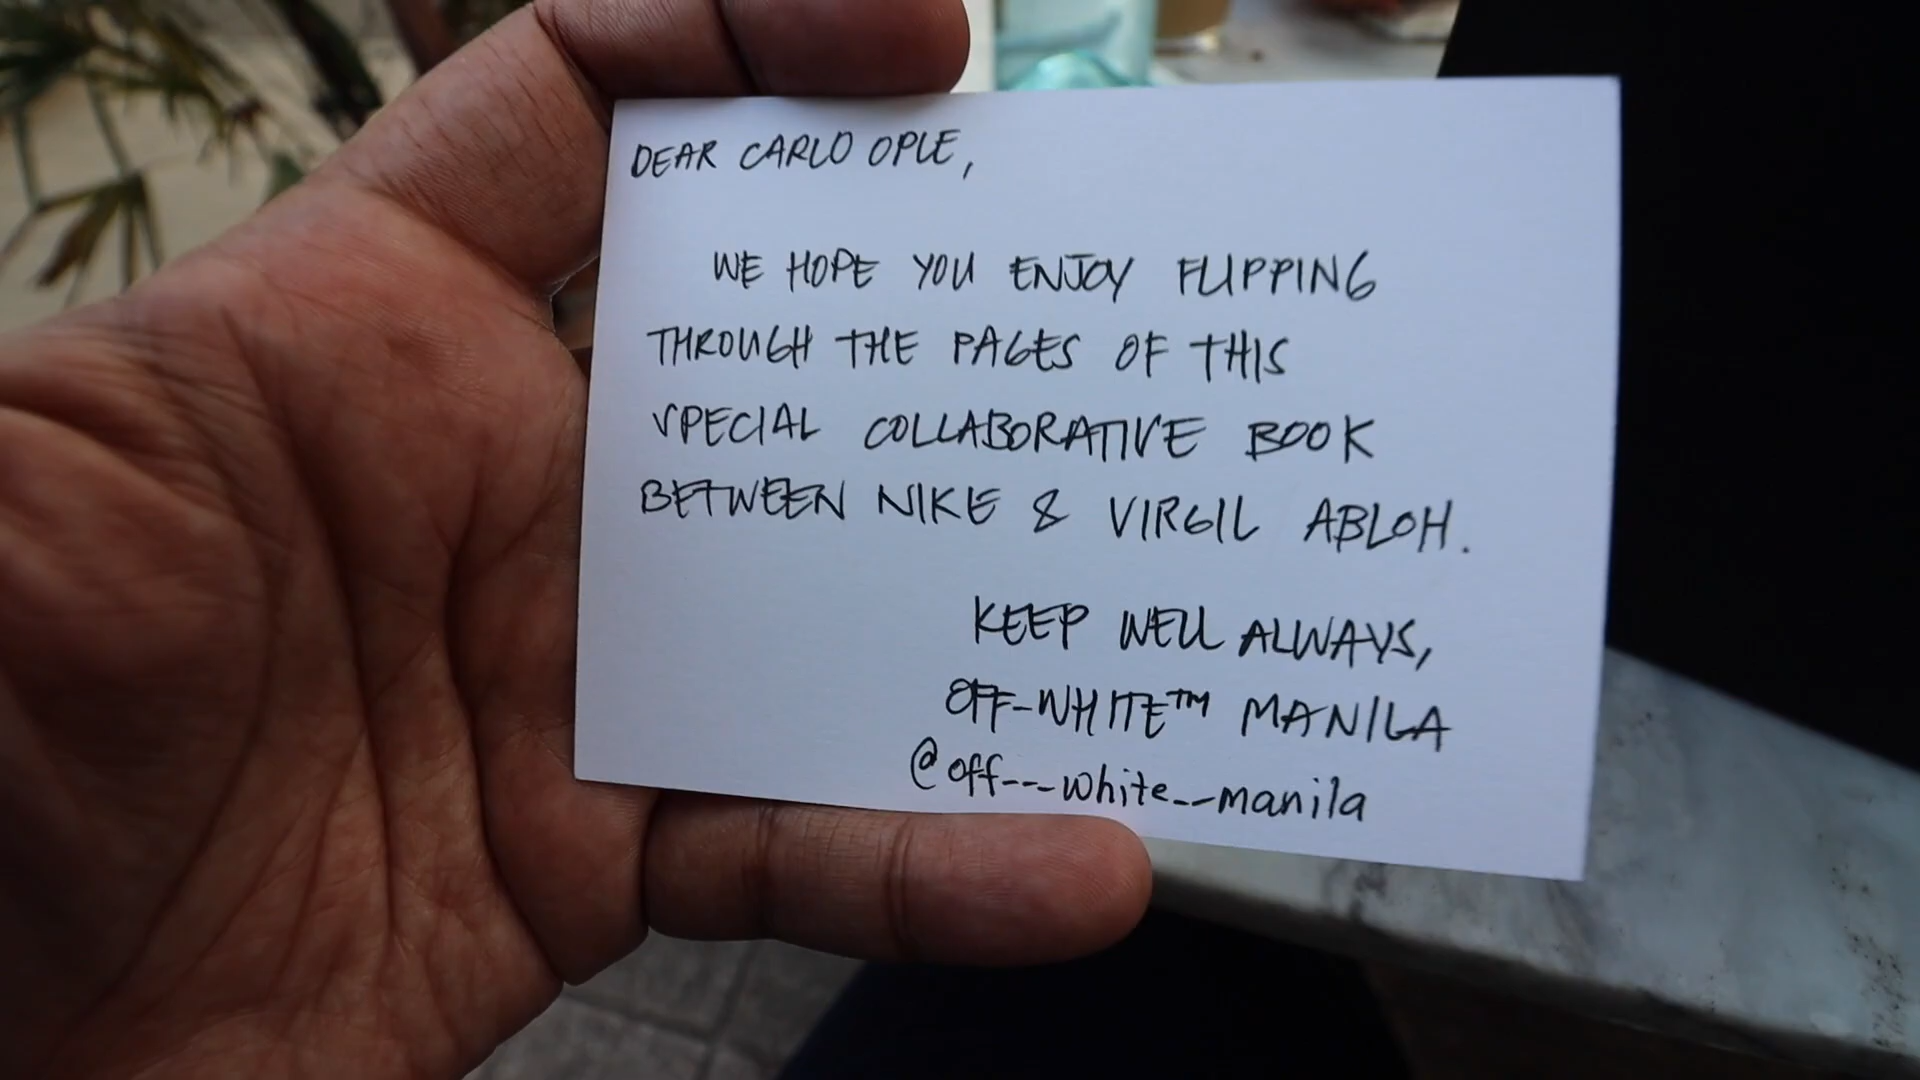 DEAR CARLO OPLE,
WE HOPE YOU ENJOY FLIPPING
THROUGH THE PAGES OF THIS
SPECIAL COLLABORATIVE BOOK
BETWEEN NIKE & VIRGIL ABLOH.
KEEP WELL ALWAYS,
OFF-WHITE™ MANILA
@off---white--manila